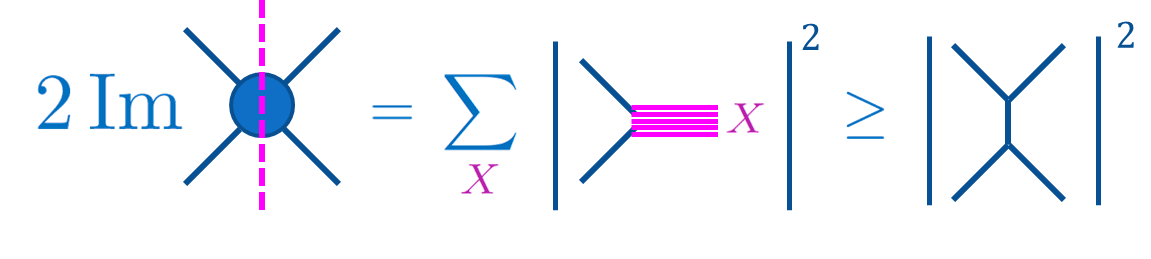 2 Im = ∑ X | X |² ≥ | |²